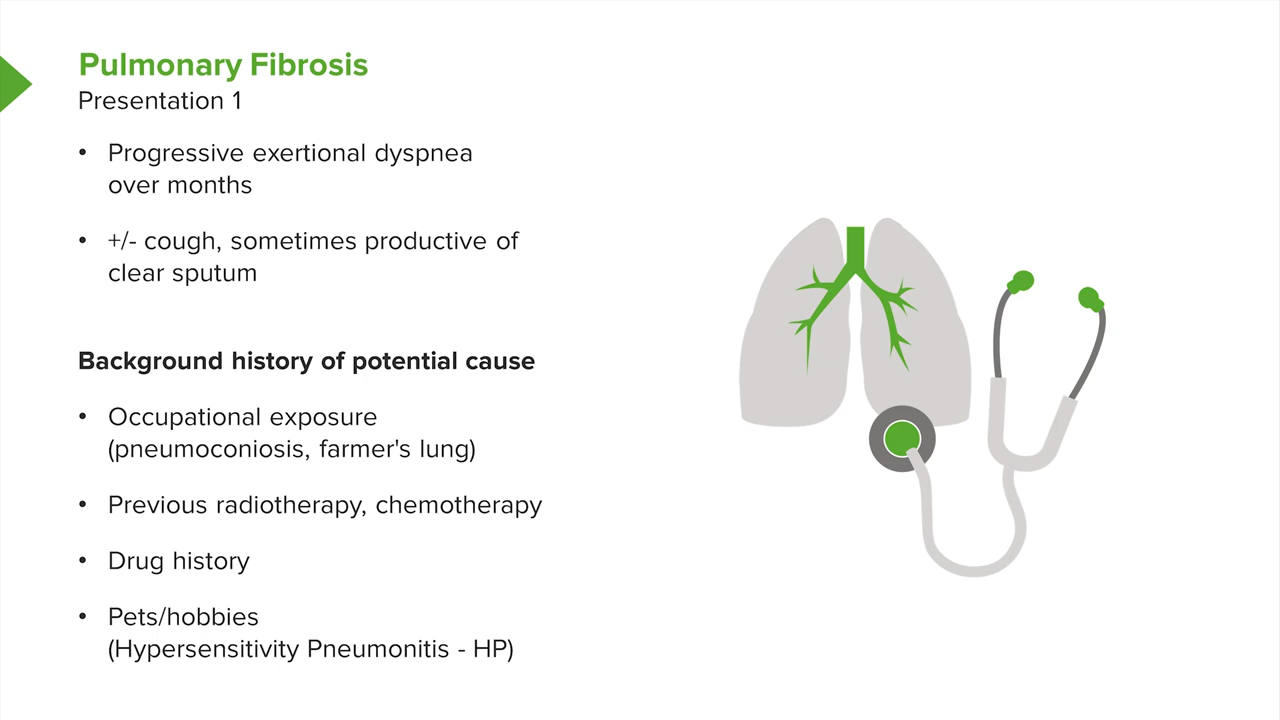 Pulmonary Fibrosis
Presentation 1
• Progressive exertional dyspnea
over months
• +/- cough, sometimes productive of
clear sputum
Background history of potential cause
• Occupational exposure
(pneumoconiosis, farmer's lung)
• Previous radiotherapy, chemotherapy
• Drug history
• Pets/hobbies
(Hypersensitivity Pneumonitis - HP)